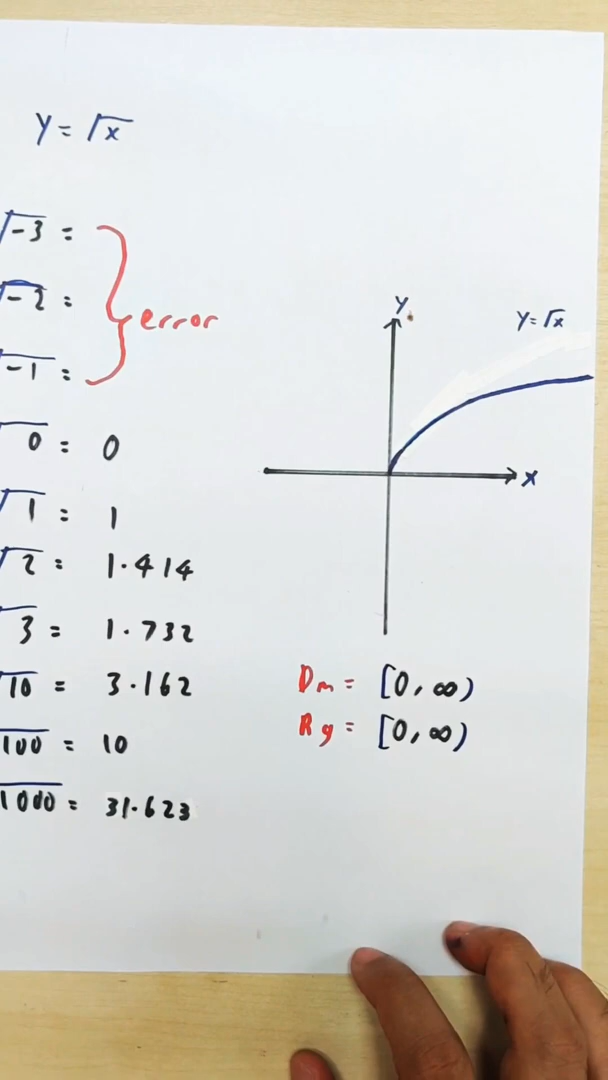 y = √x
√-3 =
√-2 =
√-1 =
error
√0 = 0
√1 = 1
√2 = 1.414
√3 = 1.732
√10 = 3.162
√100 = 10
√1000 = 31.623
y
y = √x
x
Dm = [0, ∞)
Rg = [0, ∞)